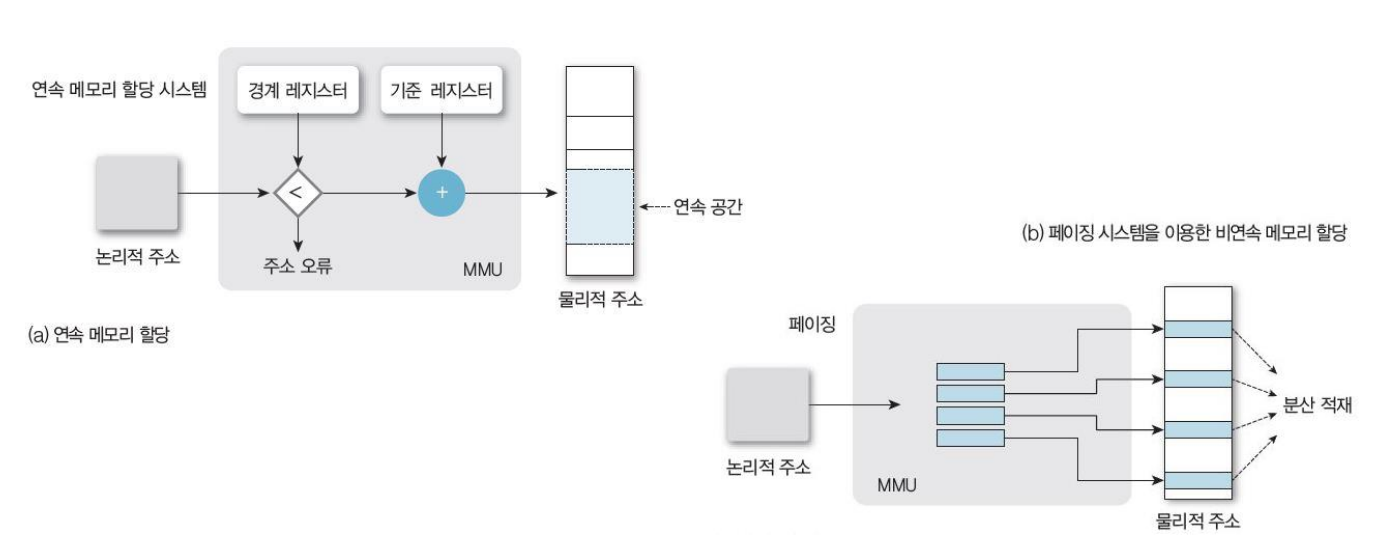 연속 메모리 할당 시스템
경계 레지스터
기준 레지스터
<
+
연속 공간
논리적 주소
주소 오류
MMU
물리적 주소
(a) 연속 메모리 할당
(b) 페이징 시스템을 이용한 비연속 메모리 할당
페이징
분산 적재
논리적 주소
MMU
물리적 주소